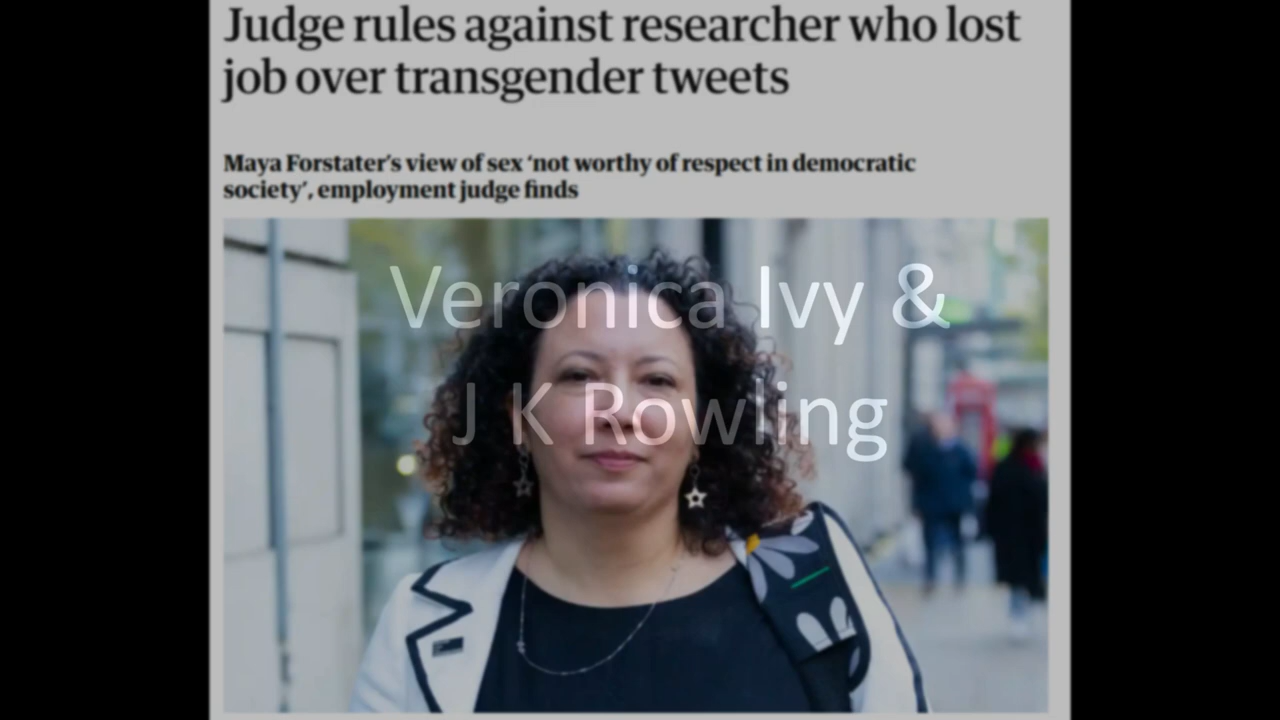 Judge rules against researcher who lost
job over transgender tweets
Maya Forstater’s view of sex ‘not worthy of respect in democratic
society’, employment judge finds
Veronica Ivy &
J K Rowling